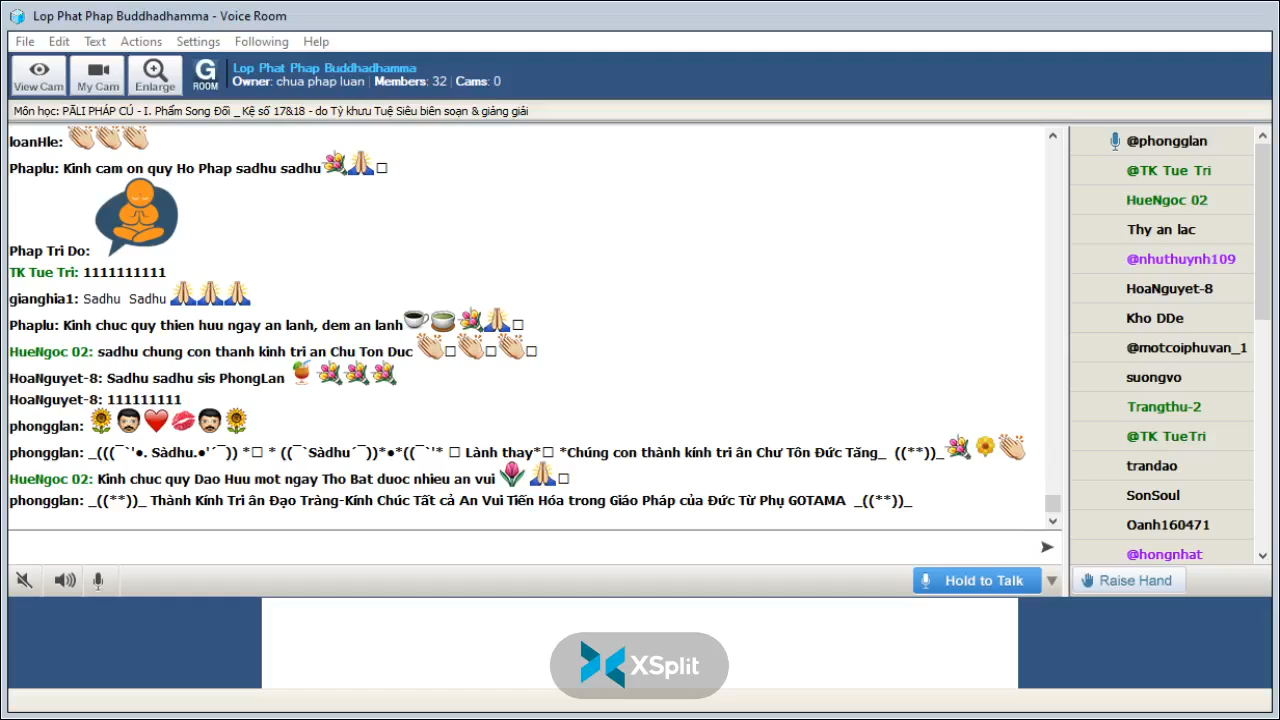 Lop Phat Phap Buddhadhamma - Voice Room
File Edit Text Actions Settings Following Help
View Cam My Cam Enlarge G ROOM
Lop Phat Phap Buddhadhamma
Owner: chua phap luan | Members: 32 | Cams: 0
Môn học: PĀLI PHÁP CÚ - I. Phẩm Song Đối _ Kệ số 17&18 - do Tỳ khưu Tuệ Siêu biên soạn & giảng giải
loanHle: 👏👏👏
Phaplu: Kinh cam on quy Ho Phap sadhu sadhu💐🙏□
Phap Tri Do:
TK Tue Tri: 1111111111
gianghia1: Sadhu Sadhu 🙏🙏🙏
Phaplu: Kinh chuc quy thien huu ngay an lanh, dem an lanh☕🍵💐🙏□
HueNgoc 02: sadhu chung con thanh kinh tri an Chu Ton Duc 👏□👏□👏□
HoaNguyet-8: Sadhu sadhu sis PhongLan 🍹💐💐💐
HoaNguyet-8: 111111111
phongglan: 🌻👨❤️💋👨🌻
phongglan: _(((¯`'●. Sàdhu.●'´¯)) *□ * ((¯`Sàdhu´¯))*●*((¯`'* □ Lành thay*□ *Chúng con thành kính tri ân Chư Tôn Đức Tăng_ ((**))_💐🌼👏
HueNgoc 02: Kinh chuc quy Dao Huu mot ngay Tho Bat duoc nhieu an vui 🌷🙏□
phongglan: _((**))_ Thành Kính Tri ân Đạo Tràng-Kính Chúc Tất cả An Vui Tiến Hóa trong Giáo Pháp của Đức Từ Phụ GOTAMA _((**))_
Hold to Talk
@phongglan
@TK Tue Tri
HueNgoc 02
Thy an lac
@nhuthuynh109
HoaNguyet-8
Kho DDe
@motcoiphuvan_1
suongvo
Trangthu-2
@TK TueTri
trandao
SonSoul
Oanh160471
@hongnhat
Raise Hand
XSplit